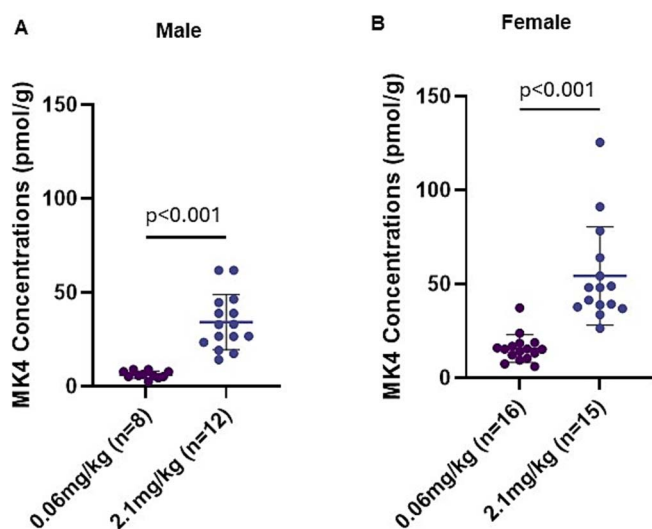 A
Male
MK4 Concentrations (pmol/g)
150
100
50
0
p<0.001
0.06mg/kg (n=8)
2.1mg/kg (n=12)
B
Female
MK4 Concentrations (pmol/g)
150
100
50
0
p<0.001
0.06mg/kg (n=16)
2.1mg/kg (n=15)